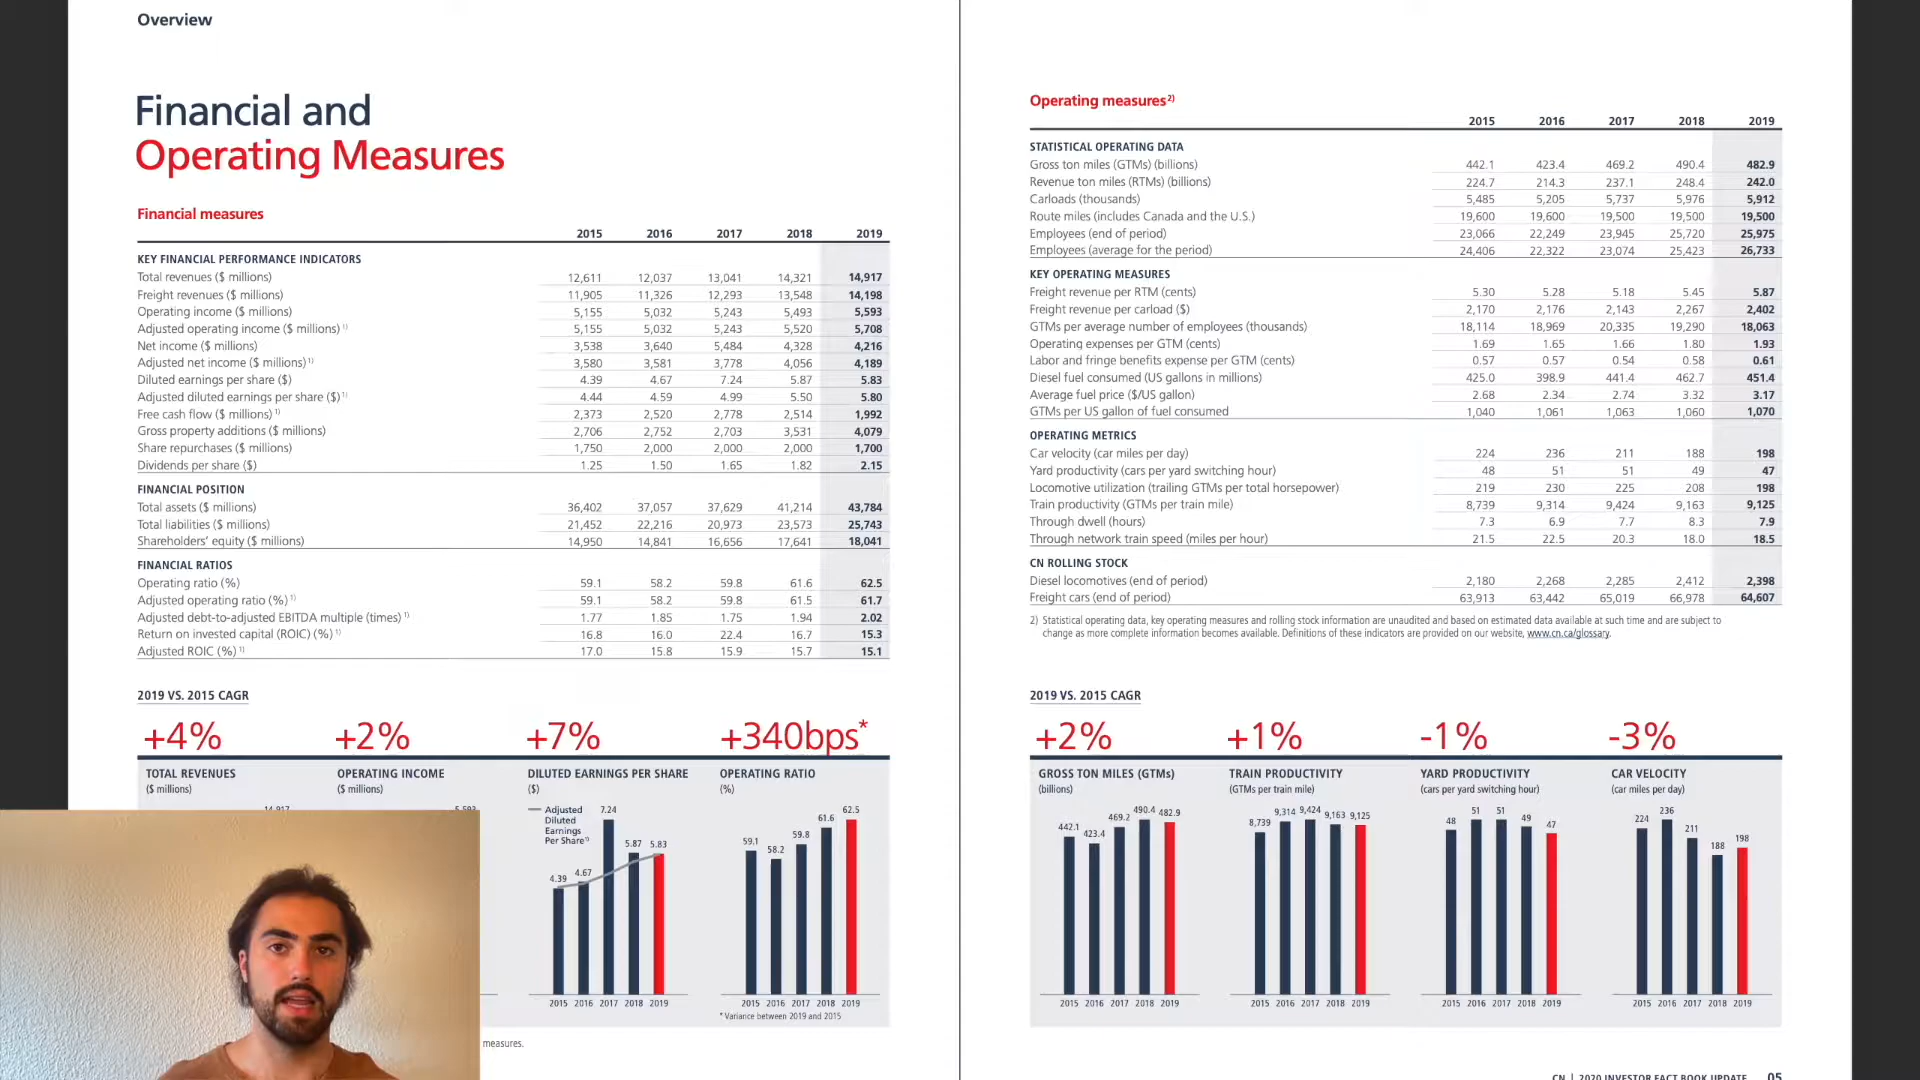 Overview
Financial and
Operating Measures
Financial measures
2015 2016 2017 2018 2019
KEY FINANCIAL PERFORMANCE INDICATORS
Total revenues ($ millions) 12,611 12,037 13,041 14,321 14,917
Freight revenues ($ millions) 11,905 11,326 12,293 13,548 14,198
Operating income ($ millions) 5,155 5,032 5,243 5,493 5,593
Adjusted operating income ($ millions) 1) 5,155 5,032 5,243 5,520 5,708
Net income ($ millions) 3,538 3,640 5,484 4,328 4,216
Adjusted net income ($ millions) 1) 3,580 3,581 3,778 4,056 4,189
Diluted earnings per share ($) 4.39 4.67 7.24 5.87 5.83
Adjusted diluted earnings per share ($) 1) 4.44 4.59 4.99 5.50 5.80
Free cash flow ($ millions) 1) 2,373 2,520 2,778 2,514 1,992
Gross property additions ($ millions) 2,706 2,752 2,703 3,531 4,079
Share repurchases ($ millions) 1,750 2,000 2,000 2,000 1,700
Dividends per share ($) 1.25 1.50 1.65 1.82 2.15
FINANCIAL POSITION
Total assets ($ millions) 36,402 37,057 37,629 41,214 43,784
Total liabilities ($ millions) 21,452 22,216 20,973 23,573 25,743
Shareholders' equity ($ millions) 14,950 14,841 16,656 17,641 18,041
FINANCIAL RATIOS
Operating ratio (%) 59.1 58.2 59.8 61.6 62.5
Adjusted operating ratio (%) 1) 59.1 58.2 59.8 61.5 61.7
Adjusted debt-to-adjusted EBITDA multiple (times) 1) 1.77 1.85 1.75 1.94 2.02
Return on invested capital (ROIC) (%) 1) 16.8 16.0 22.4 16.7 15.3
Adjusted ROIC (%) 1) 17.0 15.8 15.9 15.7 15.1
2019 VS. 2015 CAGR
+4% +2% +7% +340bps*
TOTAL REVENUES OPERATING INCOME DILUTED EARNINGS PER SHARE OPERATING RATIO
($ millions) ($ millions) ($) (%)
14,917 5,593
Adjusted
Diluted
Earnings
Per Share 1)
4.39 4.67 7.24 5.87 5.83
59.1 58.2 59.8 61.6 62.5
2015 2016 2017 2018 2019 2015 2016 2017 2018 2019
* Variance between 2019 and 2015
measures.
Operating measures 2)
2015 2016 2017 2018 2019
STATISTICAL OPERATING DATA
Gross ton miles (GTMs) (billions) 442.1 423.4 469.2 490.4 482.9
Revenue ton miles (RTMs) (billions) 224.7 214.3 237.1 248.4 242.0
Carloads (thousands) 5,485 5,205 5,737 5,976 5,912
Route miles (includes Canada and the U.S.) 19,600 19,600 19,500 19,500 19,500
Employees (end of period) 23,066 22,249 23,945 25,720 25,975
Employees (average for the period) 24,406 22,322 23,074 25,423 26,733
KEY OPERATING MEASURES
Freight revenue per RTM (cents) 5.30 5.28 5.18 5.45 5.87
Freight revenue per carload ($) 2,170 2,176 2,143 2,267 2,402
GTMs per average number of employees (thousands) 18,114 18,969 20,335 19,290 18,063
Operating expenses per GTM (cents) 1.69 1.65 1.66 1.80 1.93
Labor and fringe benefits expense per GTM (cents) 0.57 0.57 0.54 0.58 0.61
Diesel fuel consumed (US gallons in millions) 425.0 398.9 441.4 462.7 451.4
Average fuel price ($/US gallon) 2.68 2.34 2.74 3.32 3.17
GTMs per US gallon of fuel consumed 1,040 1,061 1,063 1,060 1,070
OPERATING METRICS
Car velocity (car miles per day) 224 236 211 188 198
Yard productivity (cars per yard switching hour) 48 51 51 49 47
Locomotive utilization (trailing GTMs per total horsepower) 219 230 225 208 198
Train productivity (GTMs per train mile) 8,739 9,314 9,424 9,163 9,125
Through dwell (hours) 7.3 6.9 7.7 8.3 7.9
Through network train speed (miles per hour) 21.5 22.5 20.3 18.0 18.5
CN ROLLING STOCK
Diesel locomotives (end of period) 2,180 2,268 2,285 2,412 2,398
Freight cars (end of period) 63,913 63,442 65,019 66,978 64,607
2) Statistical operating data, key operating measures and rolling stock information are unaudited and based on estimated data available at such time and are subject to
change as more complete information becomes available. Definitions of these indicators are provided on our website, www.cn.ca/glossary.
2019 VS. 2015 CAGR
+2% +1% -1% -3%
GROSS TON MILES (GTMs) TRAIN PRODUCTIVITY YARD PRODUCTIVITY CAR VELOCITY
(billions) (GTMs per train mile) (cars per yard switching hour) (car miles per day)
442.1 423.4 469.2 490.4 482.9
8,739 9,314 9,424 9,163 9,125
48 51 51 49 47
224 236 211 188 198
2015 2016 2017 2018 2019 2015 2016 2017 2018 2019 2015 2016 2017 2018 2019 2015 2016 2017 2018 2019
CN | 2020 INVESTOR FACT BOOK UPDATE 05